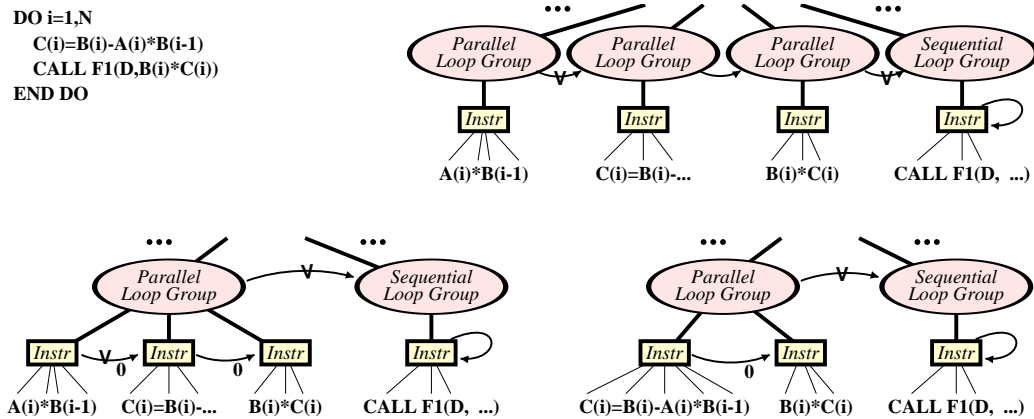 DO i=1,N
C(i)=B(i)-A(i)*B(i-1)
CALL F1(D,B(i)*C(i))
END DO
... ...
Parallel Loop Group
Parallel Loop Group
Parallel Loop Group
Sequential Loop Group
V V
Instr Instr Instr Instr
A(i)*B(i-1) C(i)=B(i)-... B(i)*C(i) CALL F1(D, ...)
... ...
Parallel Loop Group
V
Sequential Loop Group
Instr V 0 Instr 0 Instr Instr
A(i)*B(i-1) C(i)=B(i)-... B(i)*C(i) CALL F1(D, ...)
... ...
Parallel Loop Group
V
Sequential Loop Group
Instr 0 Instr Instr
C(i)=B(i)-A(i)*B(i-1) B(i)*C(i) CALL F1(D, ...)